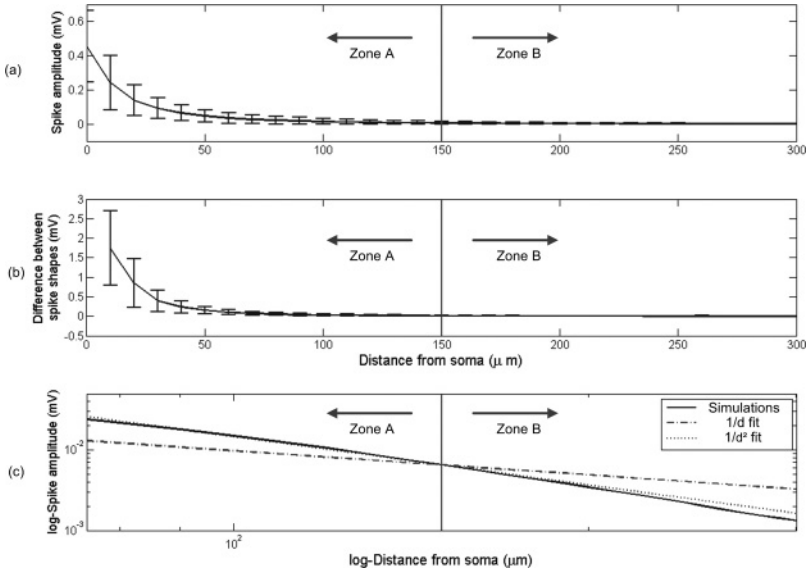 (a)
Spike amplitude (mV)
0.6
0.4
0.2
0
Zone A
Zone B
0
50
100
150
200
250
300
(b)
Difference between
spike shapes (mV)
3
2.5
2
1.5
1
0.5
0
-0.5
Zone A
Zone B
0
50
100
150
200
250
300
Distance from soma (μ m)
(c)
log-Spike amplitude (mV)
10⁻²
10⁻³
Zone A
Zone B
Simulations
1/d fit
1/d² fit
10²
log-Distance from soma (μm)